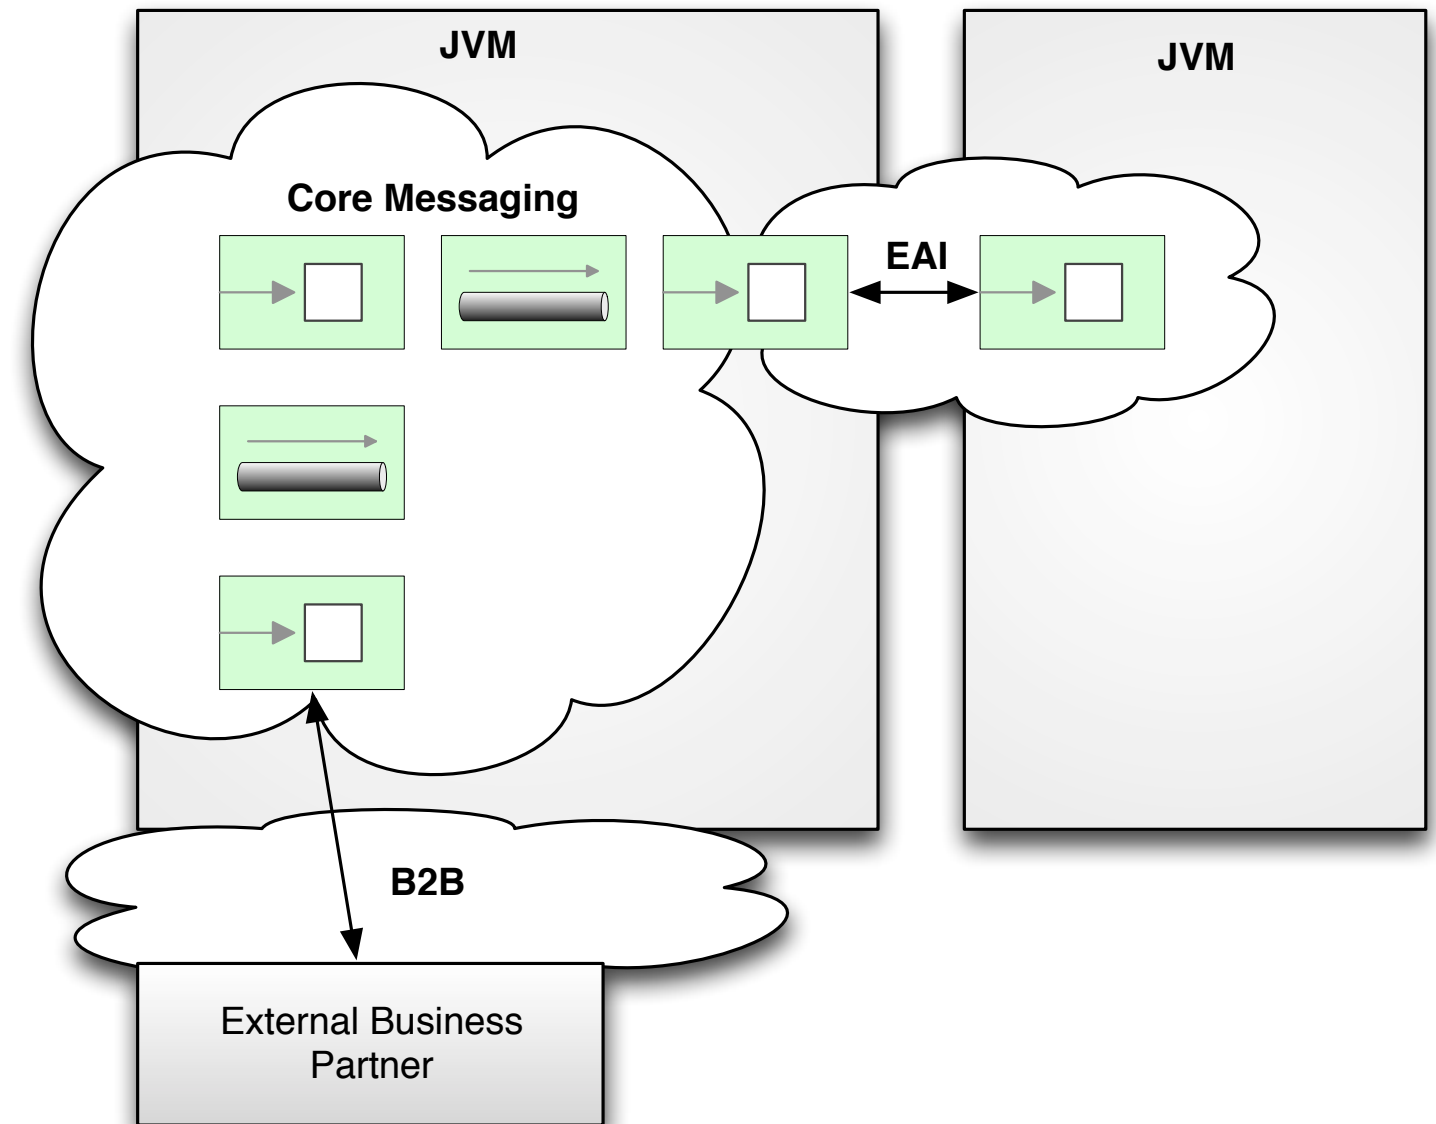 JVM
JVM
Core Messaging
EAI
B2B
External Business
Partner